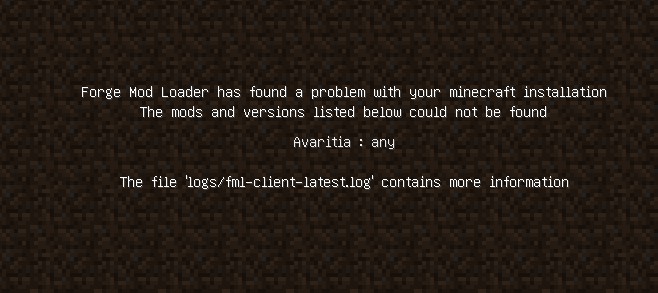 Forge Mod Loader has found a problem with your minecraft installation
The mods and versions listed below could not be found
Avaritia : any
The file 'logs/fml-client-latest.log' contains more information